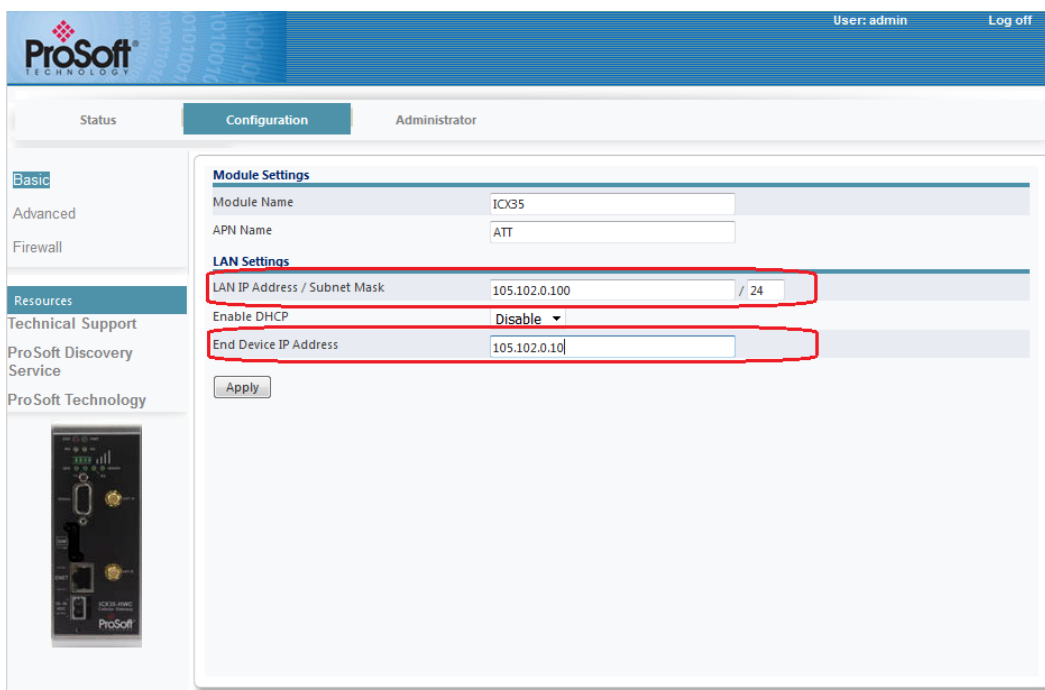 User: admin
Log off
ProSoft®
TECHNOLOGY
Status
Configuration
Administrator
Basic
Advanced
Firewall
Resources
Technical Support
ProSoft Discovery
Service
ProSoft Technology
Module Settings
Module Name ICX35
APN Name ATT
LAN Settings
LAN IP Address / Subnet Mask 105.102.0.100 / 24
Enable DHCP Disable
End Device IP Address 105.102.0.10
Apply
ICX35-HWC
ProSoft